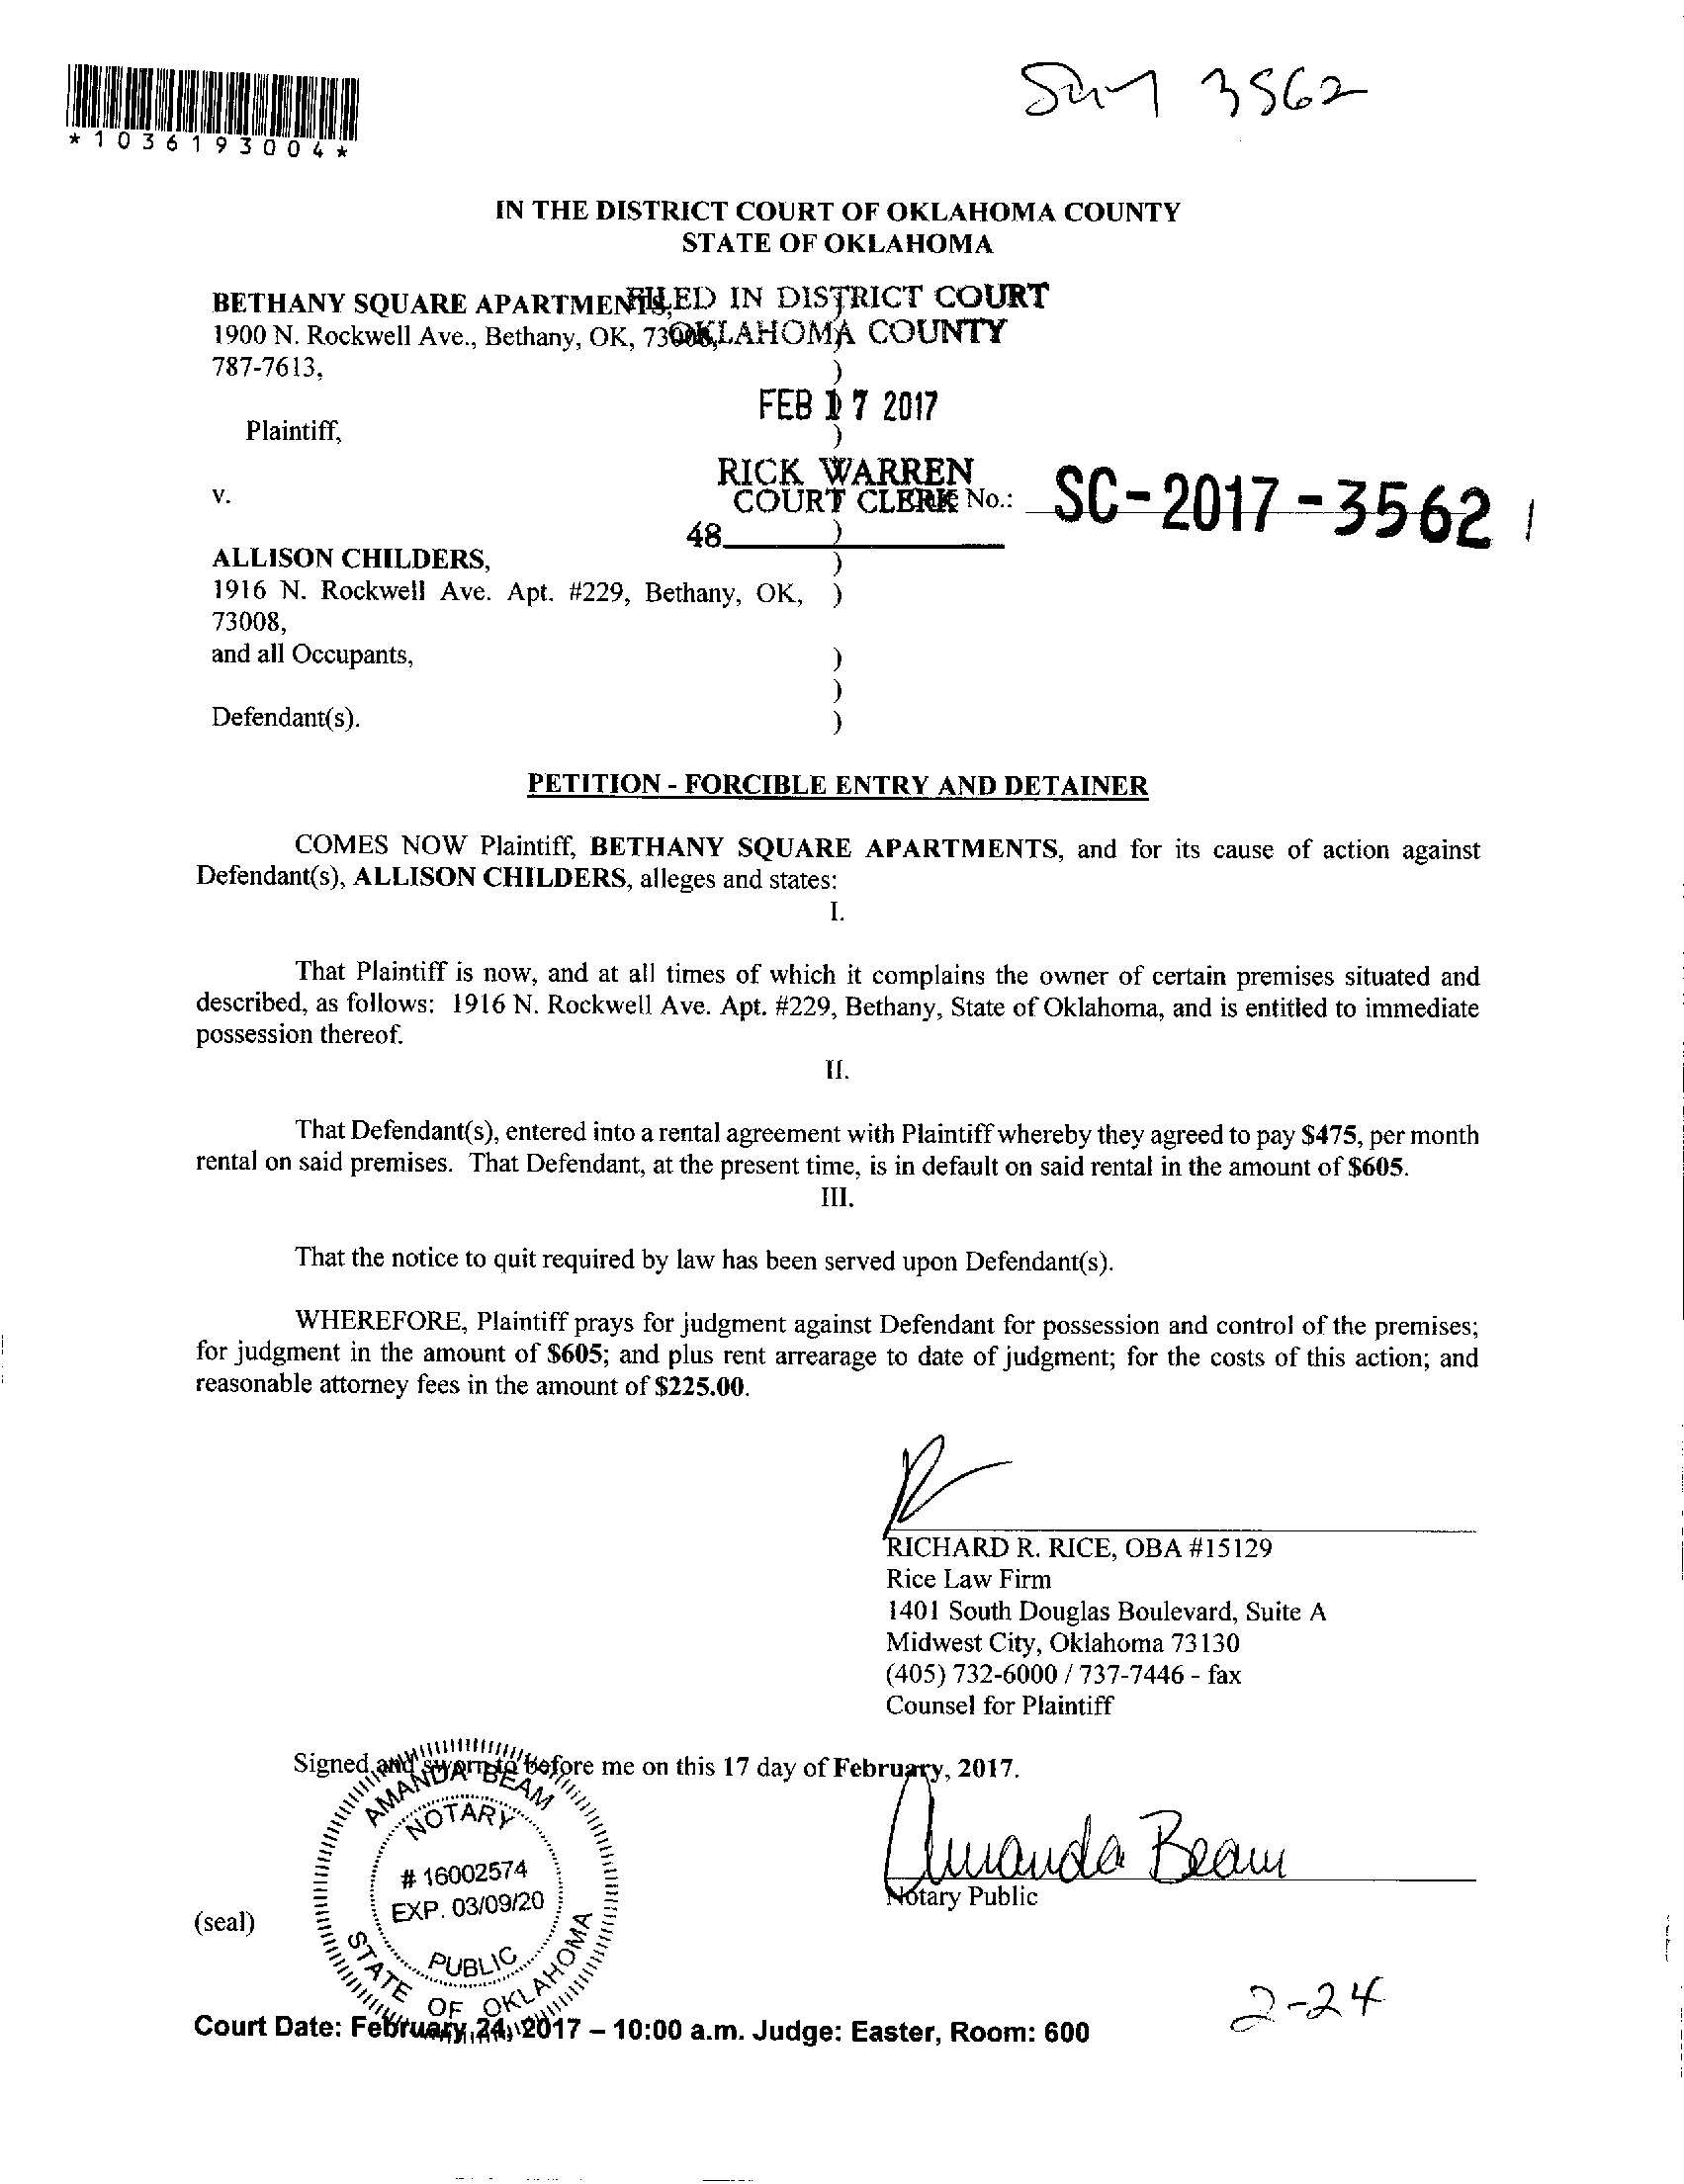 3562
*1036193004*
IN THE DISTRICT COURT OF OKLAHOMA COUNTY
STATE OF OKLAHOMA
BETHANY SQUARE APARTMENTS,
FILED IN DISTRICT COURT
1900 N. Rockwell Ave., Bethany, OK, 73008,
OKLAHOMA COUNTY
787-7613, )
FEB 17 2017
Plaintiff, )
RICK WARREN
v. COURT CLERK No.: SC-2017-3562
48 )
ALLISON CHILDERS, )
1916 N. Rockwell Ave. Apt. #229, Bethany, OK, )
73008,
and all Occupants, )
)
Defendant(s). )
PETITION - FORCIBLE ENTRY AND DETAINER
COMES NOW Plaintiff, BETHANY SQUARE APARTMENTS, and for its cause of action against
Defendant(s), ALLISON CHILDERS, alleges and states:
I.
That Plaintiff is now, and at all times of which it complains the owner of certain premises situated and
described, as follows: 1916 N. Rockwell Ave. Apt. #229, Bethany, State of Oklahoma, and is entitled to immediate
possession thereof.
II.
That Defendant(s), entered into a rental agreement with Plaintiff whereby they agreed to pay $475, per month
rental on said premises. That Defendant, at the present time, is in default on said rental in the amount of $605.
III.
That the notice to quit required by law has been served upon Defendant(s).
WHEREFORE, Plaintiff prays for judgment against Defendant for possession and control of the premises;
for judgment in the amount of $605; and plus rent arrearage to date of judgment; for the costs of this action; and
reasonable attorney fees in the amount of $225.00.
RICHARD R. RICE, OBA #15129
Rice Law Firm
1401 South Douglas Boulevard, Suite A
Midwest City, Oklahoma 73130
(405) 732-6000 / 737-7446 - fax
Counsel for Plaintiff
Signed and sworn to before me on this 17 day of February, 2017.
AMANDA BEAM
NOTARY
# 16002574
EXP. 03/09/20
PUBLIC
STATE OF OKLAHOMA
Amanda Beam
Notary Public
(seal)
2-24
Court Date: February 24, 2017 – 10:00 a.m. Judge: Easter, Room: 600